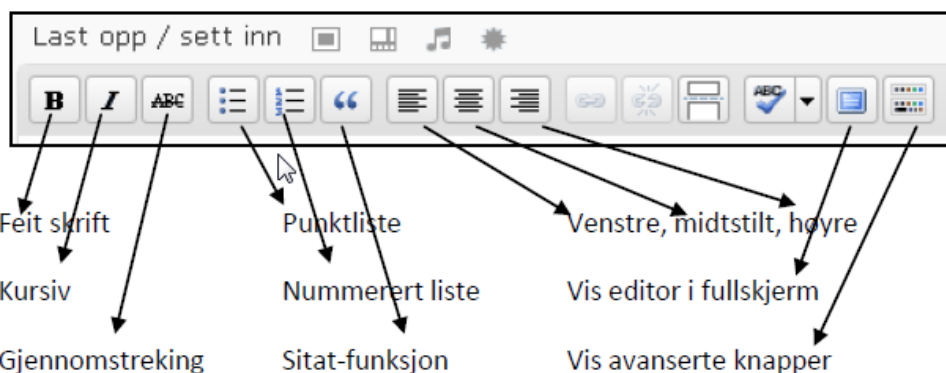 Last opp / sett inn
B I ABC ABC
Feit skrift Punktliste Venstre, midtstilt, høyre
Kursiv Nummerert liste Vis editor i fullskjerm
Gjennomstreking Sitat-funksjon Vis avanserte knapper